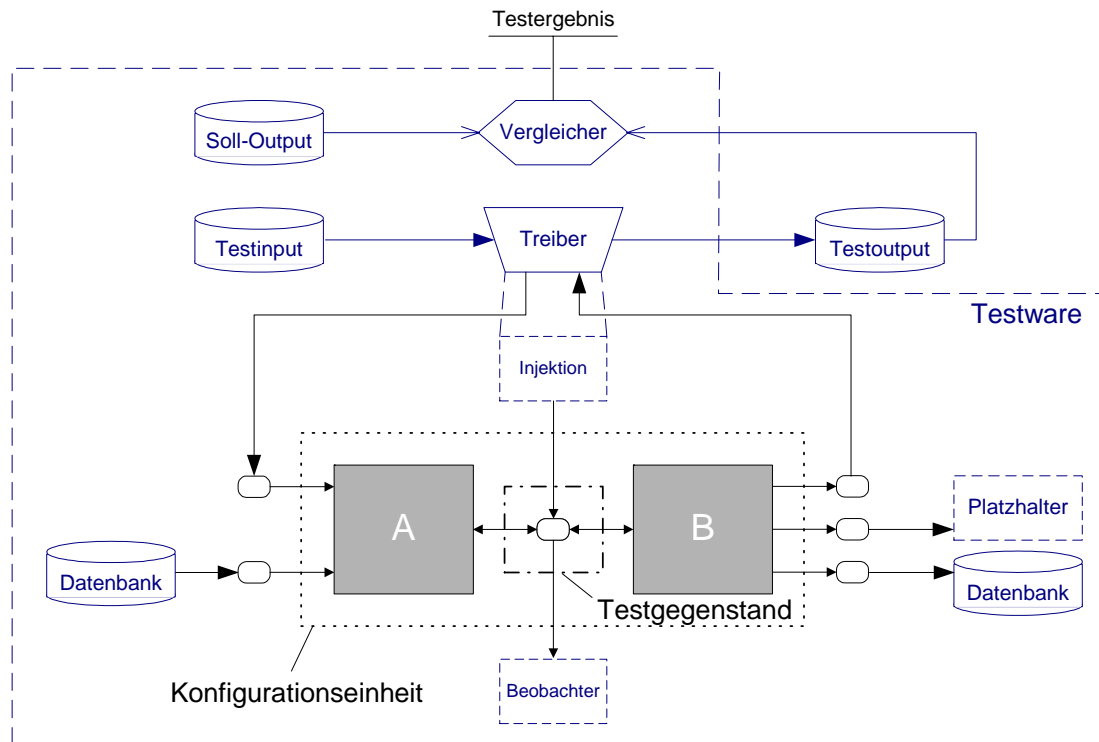 Testergebnis
Soll-Output
Vergleicher
Testinput
Treiber
Testoutput
Testware
Injektion
A
B
Platzhalter
Datenbank
Datenbank
Testgegenstand
Konfigurationseinheit
Beobachter